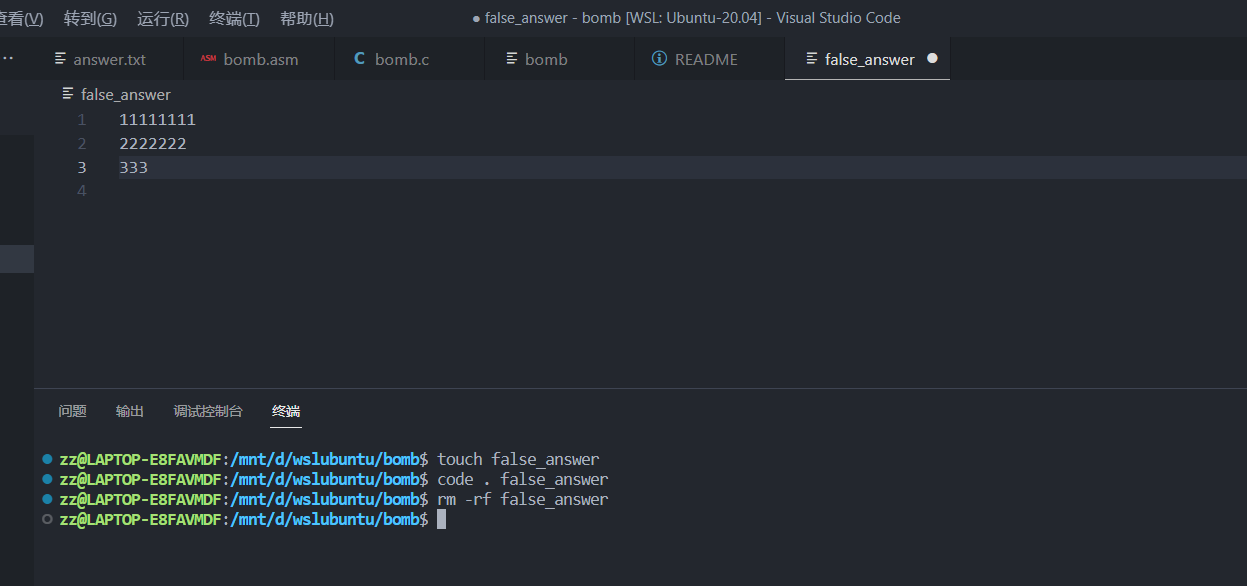 查看(V) 转到(G) 运行(R) 终端(T) 帮助(H) ● false_answer - bomb [WSL: Ubuntu-20.04] - Visual Studio Code
answer.txt ASM bomb.asm C bomb.c bomb README false_answer
false_answer
1 11111111
2 2222222
3 333
4
问题 输出 调试控制台 终端
zz@LAPTOP-E8FAVMDF:/mnt/d/wslubuntu/bomb$ touch false_answer
zz@LAPTOP-E8FAVMDF:/mnt/d/wslubuntu/bomb$ code . false_answer
zz@LAPTOP-E8FAVMDF:/mnt/d/wslubuntu/bomb$ rm -rf false_answer
zz@LAPTOP-E8FAVMDF:/mnt/d/wslubuntu/bomb$